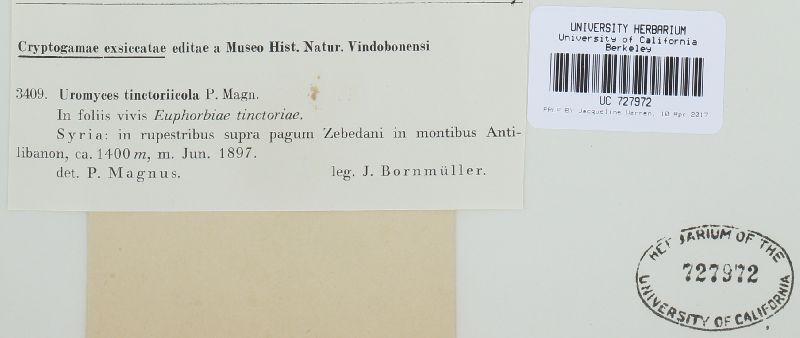 Cryptogamae exsiccatae editae a Museo Hist. Natur. Vindobonensi
3409. Uromyces tinctoriicola P. Magn.
In foliis vivis Euphorbiae tinctoriae.
Syria: in rupestribus supra pagum Zebedani in montibus Anti-
libanon, ca. 1400 m, m. Jun. 1897.
det. P. Magnus. leg. J. Bornmüller.
UNIVERSITY HERBARIUM
University of California
Berkeley
UC 727972
BY Jacqueline Warren, 10 Apr 2017
HERBARIUM OF THE
727972
UNIVERSITY OF CALIFORNIA